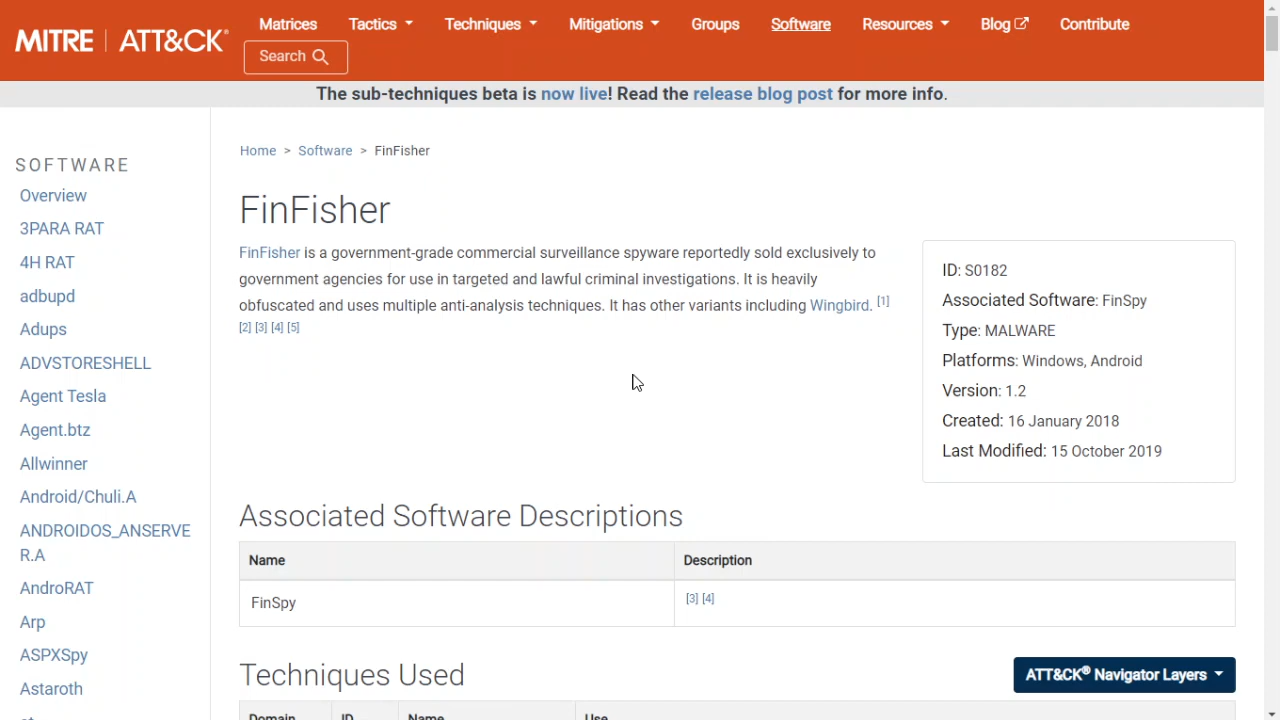 MITRE | ATT&CK®
Matrices Tactics Techniques Mitigations Groups Software Resources Blog Contribute
Search
The sub-techniques beta is now live! Read the release blog post for more info.
SOFTWARE
Overview
3PARA RAT
4H RAT
adbupd
Adups
ADVSTORESHELL
Agent Tesla
Agent.btz
Allwinner
Android/Chuli.A
ANDROIDOS_ANSERVE
R.A
AndroRAT
Arp
ASPXSpy
Astaroth
Home > Software > FinFisher
FinFisher
FinFisher is a government-grade commercial surveillance spyware reportedly sold exclusively to
government agencies for use in targeted and lawful criminal investigations. It is heavily
obfuscated and uses multiple anti-analysis techniques. It has other variants including Wingbird. [1]
[2] [3] [4] [5]
ID: S0182
Associated Software: FinSpy
Type: MALWARE
Platforms: Windows, Android
Version: 1.2
Created: 16 January 2018
Last Modified: 15 October 2019
Associated Software Descriptions
Name Description
FinSpy [3] [4]
Techniques Used
ATT&CK® Navigator Layers
Domain ID Name Use